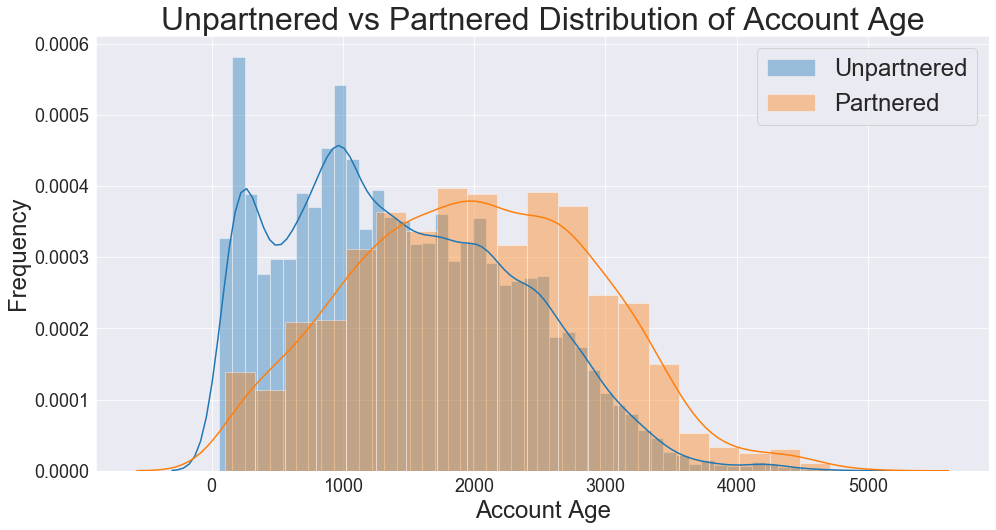 Unpartnered vs Partnered Distribution of Account Age
Unpartnered
Partnered
Frequency
0.0006
0.0005
0.0004
0.0003
0.0002
0.0001
0.0000
0 1000 2000 3000 4000 5000
Account Age